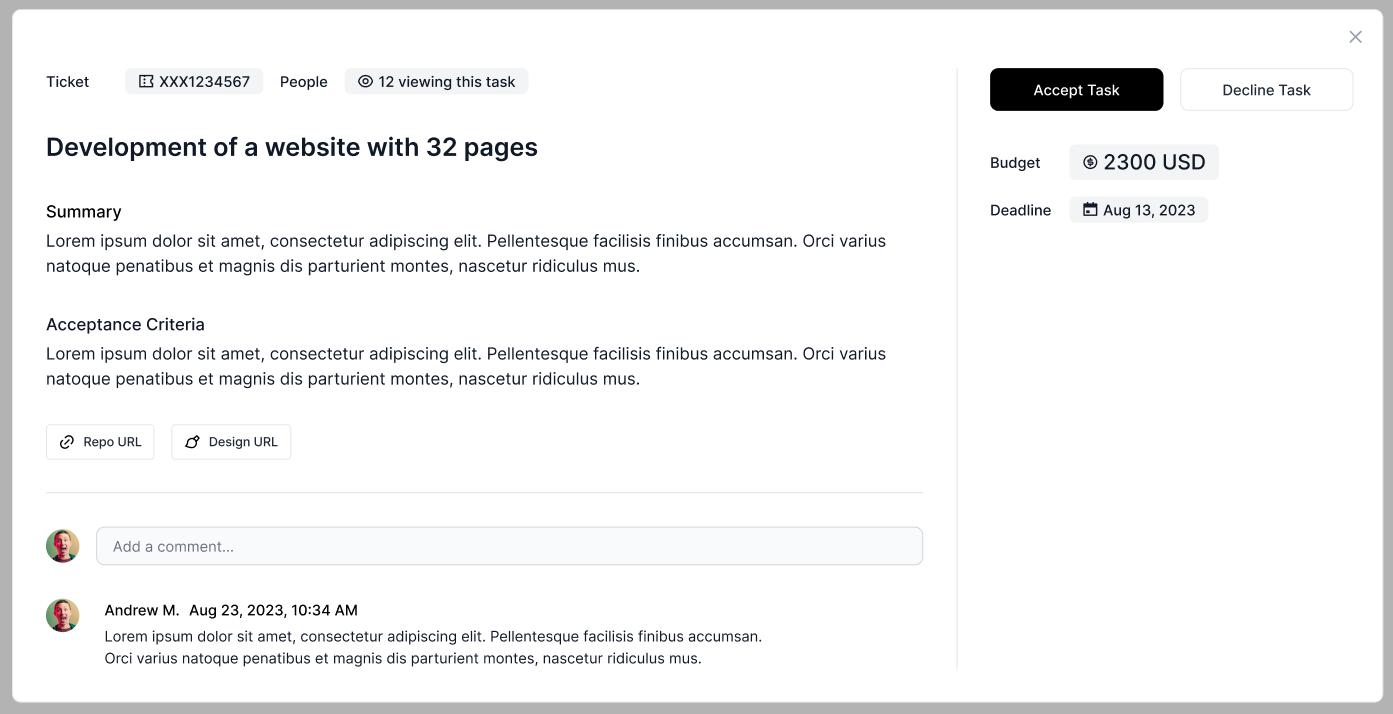 Ticket XXX1234567 People 12 viewing this task
Development of a website with 32 pages
Summary
Lorem ipsum dolor sit amet, consectetur adipiscing elit. Pellentesque facilisis finibus accumsan. Orci varius
natoque penatibus et magnis dis parturient montes, nascetur ridiculus mus.
Acceptance Criteria
Lorem ipsum dolor sit amet, consectetur adipiscing elit. Pellentesque facilisis finibus accumsan. Orci varius
natoque penatibus et magnis dis parturient montes, nascetur ridiculus mus.
Repo URL Design URL
Add a comment...
Andrew M. Aug 23, 2023, 10:34 AM
Lorem ipsum dolor sit amet, consectetur adipiscing elit. Pellentesque facilisis finibus accumsan.
Orci varius natoque penatibus et magnis dis parturient montes, nascetur ridiculus mus.
Accept Task Decline Task
Budget 2300 USD
Deadline Aug 13, 2023